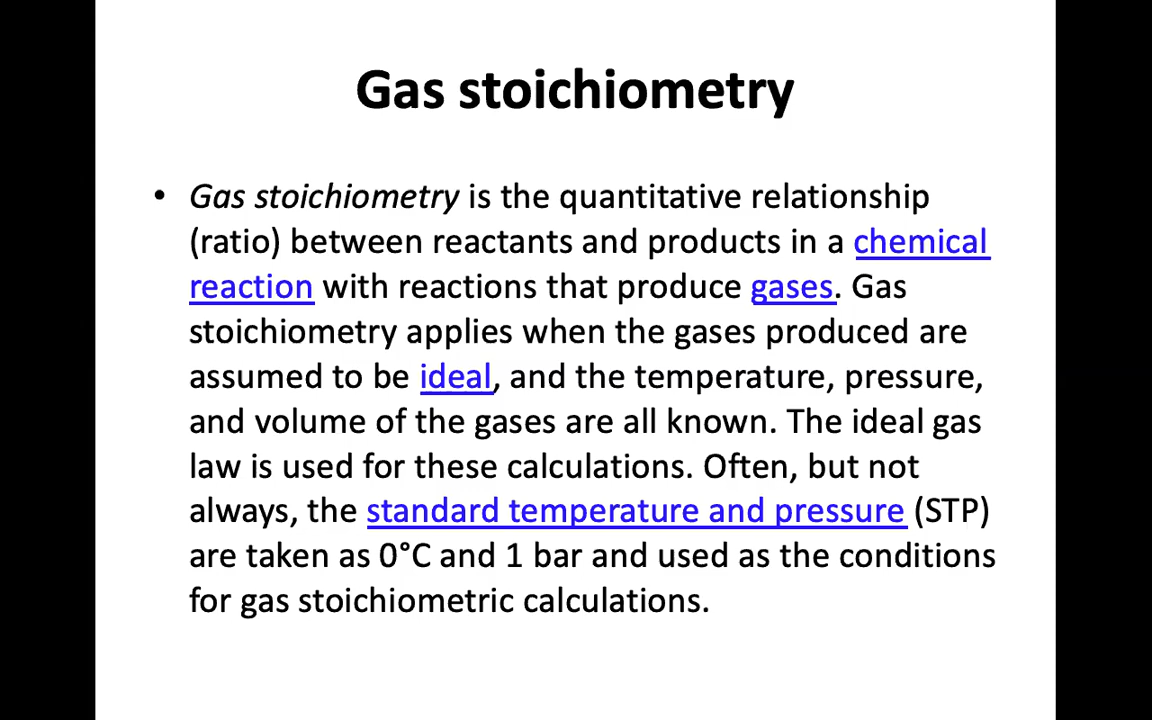 Gas stoichiometry
• Gas stoichiometry is the quantitative relationship
(ratio) between reactants and products in a chemical
reaction with reactions that produce gases. Gas
stoichiometry applies when the gases produced are
assumed to be ideal, and the temperature, pressure,
and volume of the gases are all known. The ideal gas
law is used for these calculations. Often, but not
always, the standard temperature and pressure (STP)
are taken as 0°C and 1 bar and used as the conditions
for gas stoichiometric calculations.